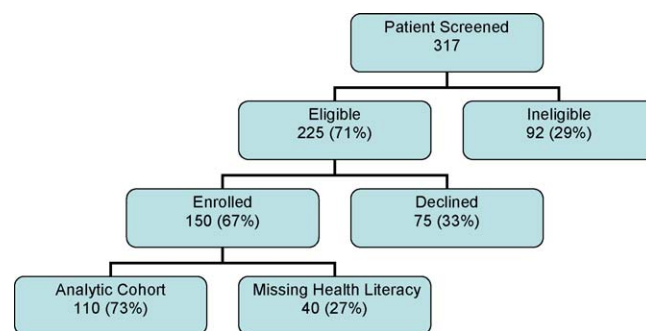 Patient Screened
317
Eligible
225 (71%)
Ineligible
92 (29%)
Enrolled
150 (67%)
Declined
75 (33%)
Analytic Cohort
110 (73%)
Missing Health Literacy
40 (27%)